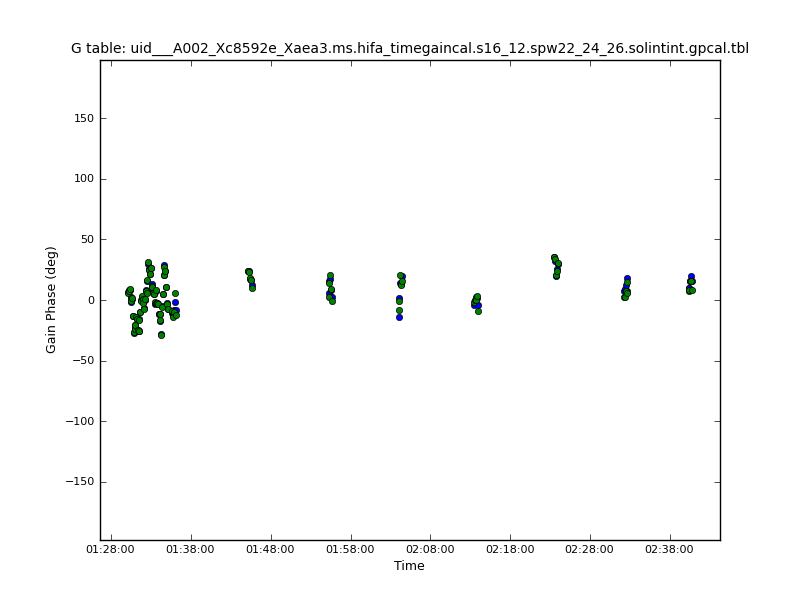 G table: uid___A002_Xc8592e_Xaea3.ms.hifa_timegaincal.s16_12.spw22_24_26.solintint.gpcal.tbl
Gain Phase (deg)
150
100
50
0
−50
−100
−150
01:28:00 01:38:00 01:48:00 01:58:00 02:08:00 02:18:00 02:28:00 02:38:00
Time